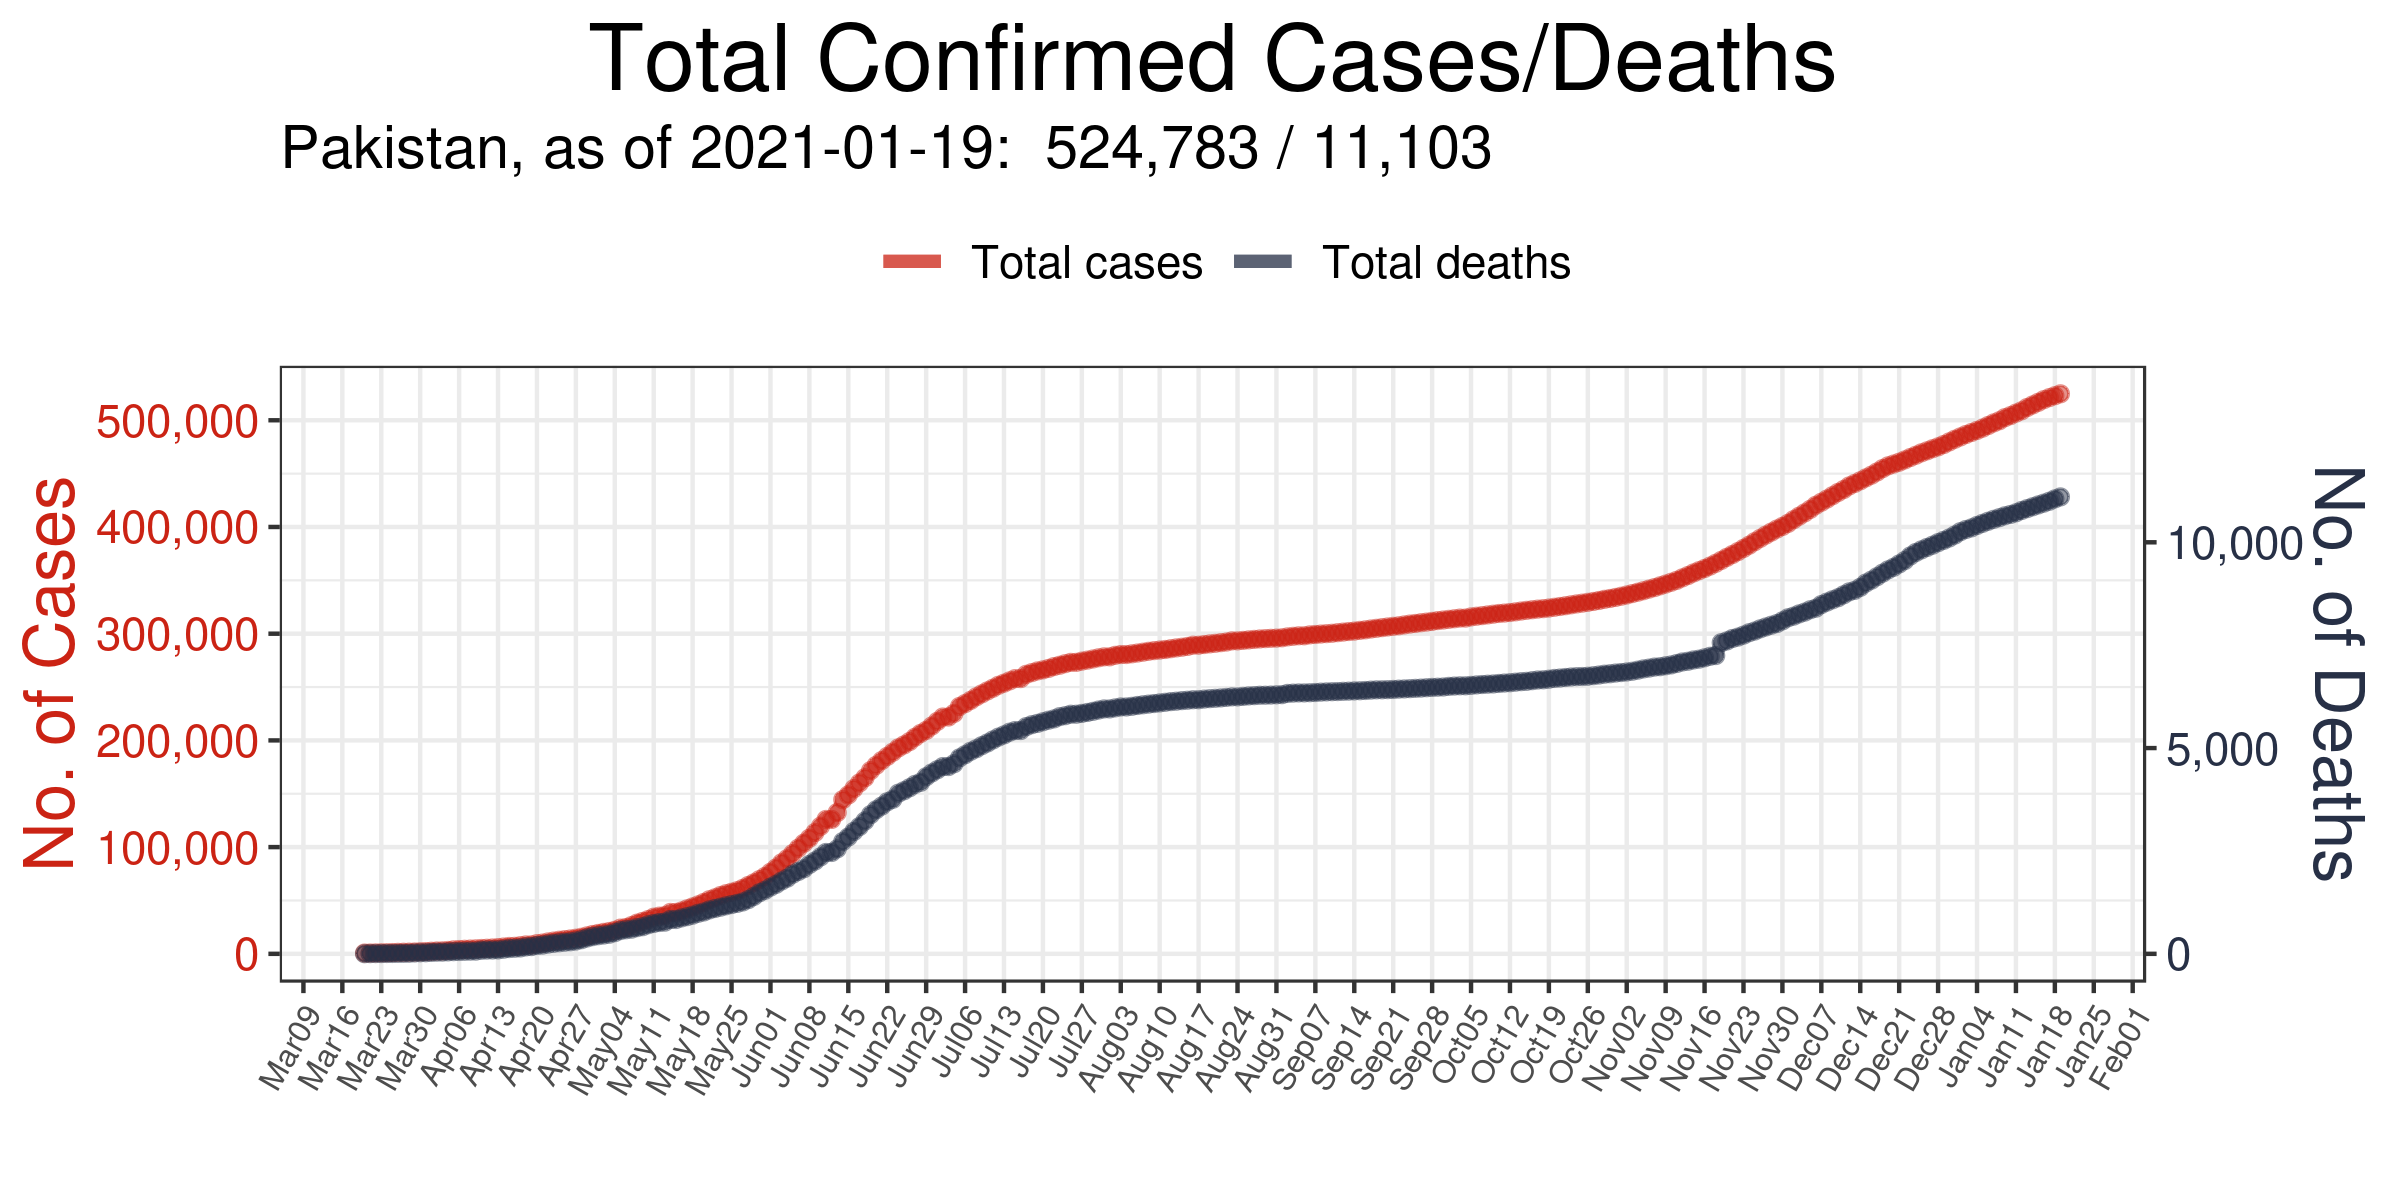 Total Confirmed Cases/Deaths
Pakistan, as of 2021-01-19:  524,783 / 11,103
Total cases
Total deaths
No. of Cases
500,000
400,000
300,000
200,000
100,000
0
10,000
5,000
0
No. of Deaths
Mar09
Mar16
Mar23
Mar30
Apr06
Apr13
Apr20
Apr27
May04
May11
May18
May25
Jun01
Jun08
Jun15
Jun22
Jun29
Jul06
Jul13
Jul20
Jul27
Aug03
Aug10
Aug17
Aug24
Aug31
Sep07
Sep14
Sep21
Sep28
Oct05
Oct12
Oct19
Oct26
Nov02
Nov09
Nov16
Nov23
Nov30
Dec07
Dec14
Dec21
Dec28
Jan04
Jan11
Jan18
Jan25
Feb01